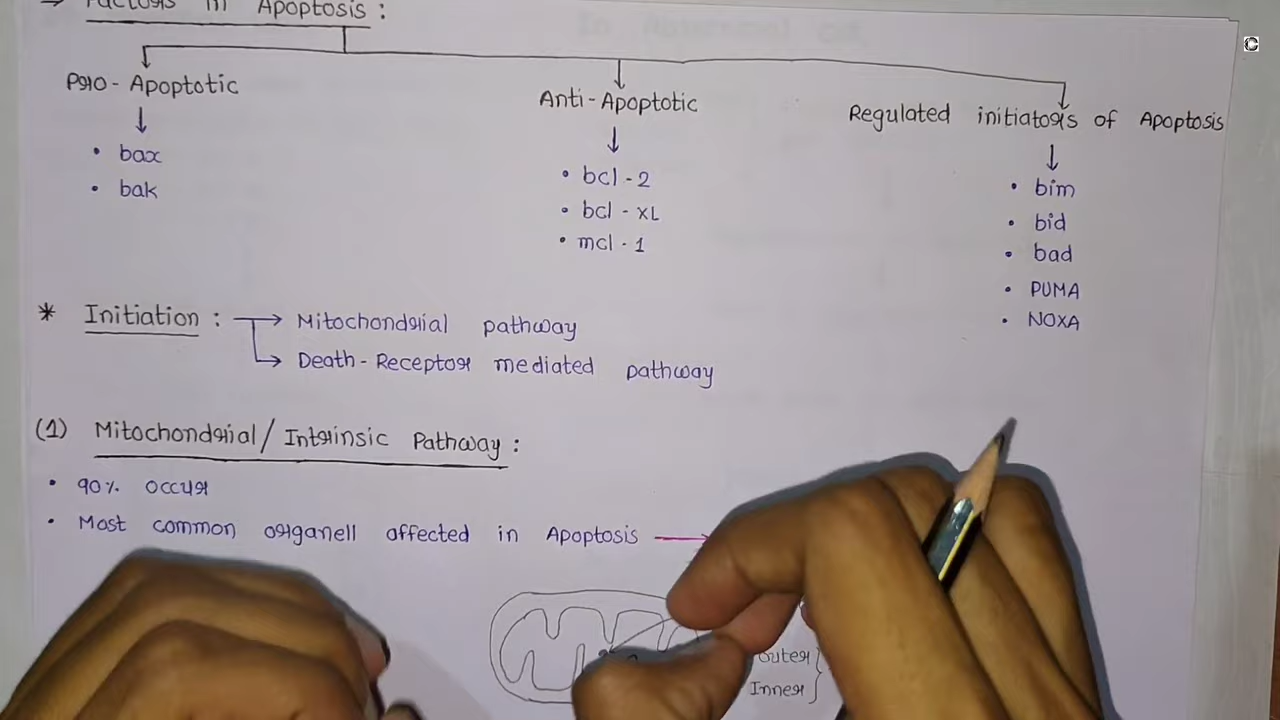 → Factors in Apoptosis :
Pro - Apoptotic
• bax
• bak
Anti - Apoptotic
• bcl - 2
• bcl - XL
• mcl - 1
Regulated initiators of Apoptosis
• bim
• bid
• bad
• PUMA
• NOXA
* Initiation : → Mitochondrial pathway
→ Death - Receptor mediated pathway
(1) Mitochondrial / Intrinsic Pathway :
• 90% occur
• Most common organell affected in Apoptosis →
outer
Inner